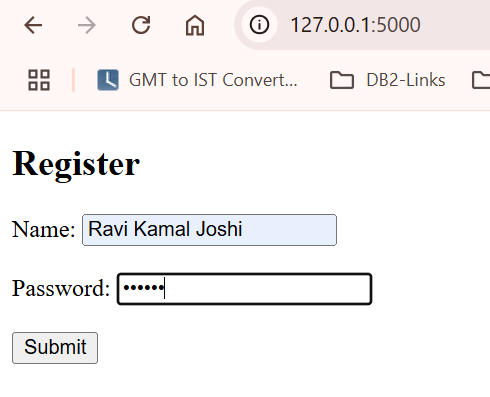 127.0.0.1:5000
GMT to IST Convert... DB2-Links
Register
Name: Ravi Kamal Joshi
Password: ••••••
Submit